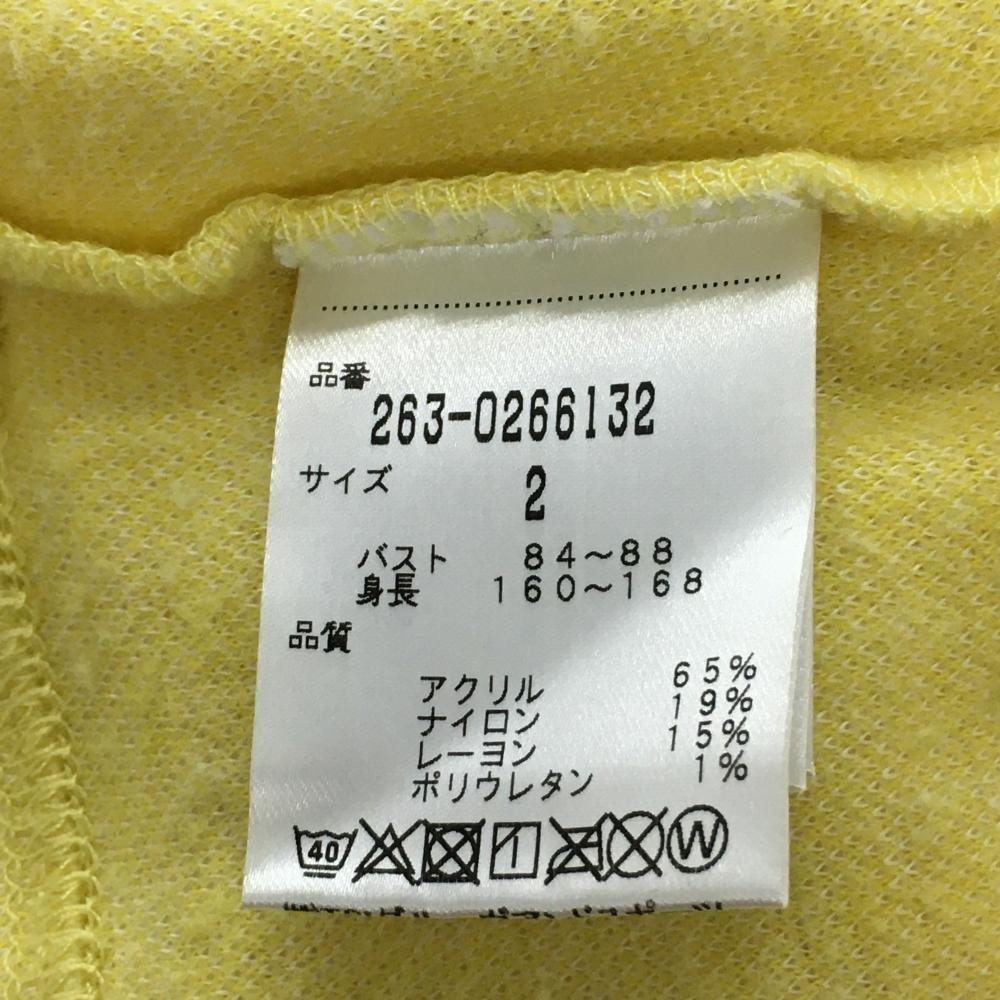 品番
263-0266132
サイズ 2
バスト 84～88
身長 160～168
品質
アクリル 65%
ナイロン 19%
レーヨン 15%
ポリウレタン 1%
40 W